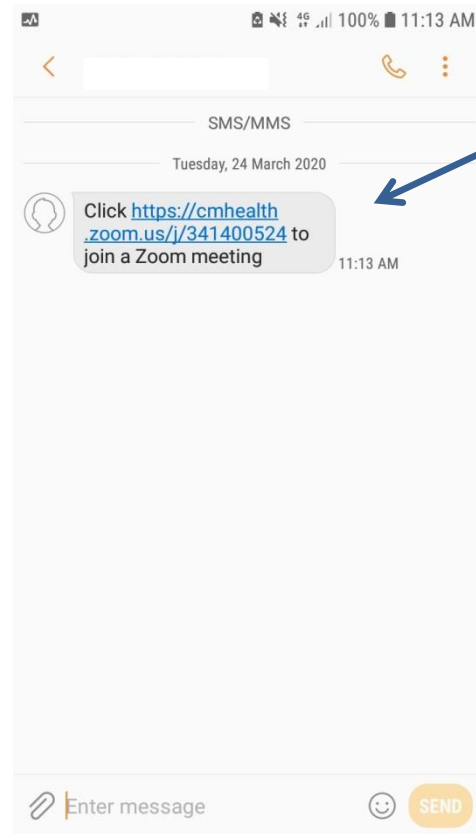 4G 100% 11:13 AM
SMS/MMS
Tuesday, 24 March 2020
Click https://cmhealth
.zoom.us/j/341400524 to
join a Zoom meeting
11:13 AM
Enter message
SEND